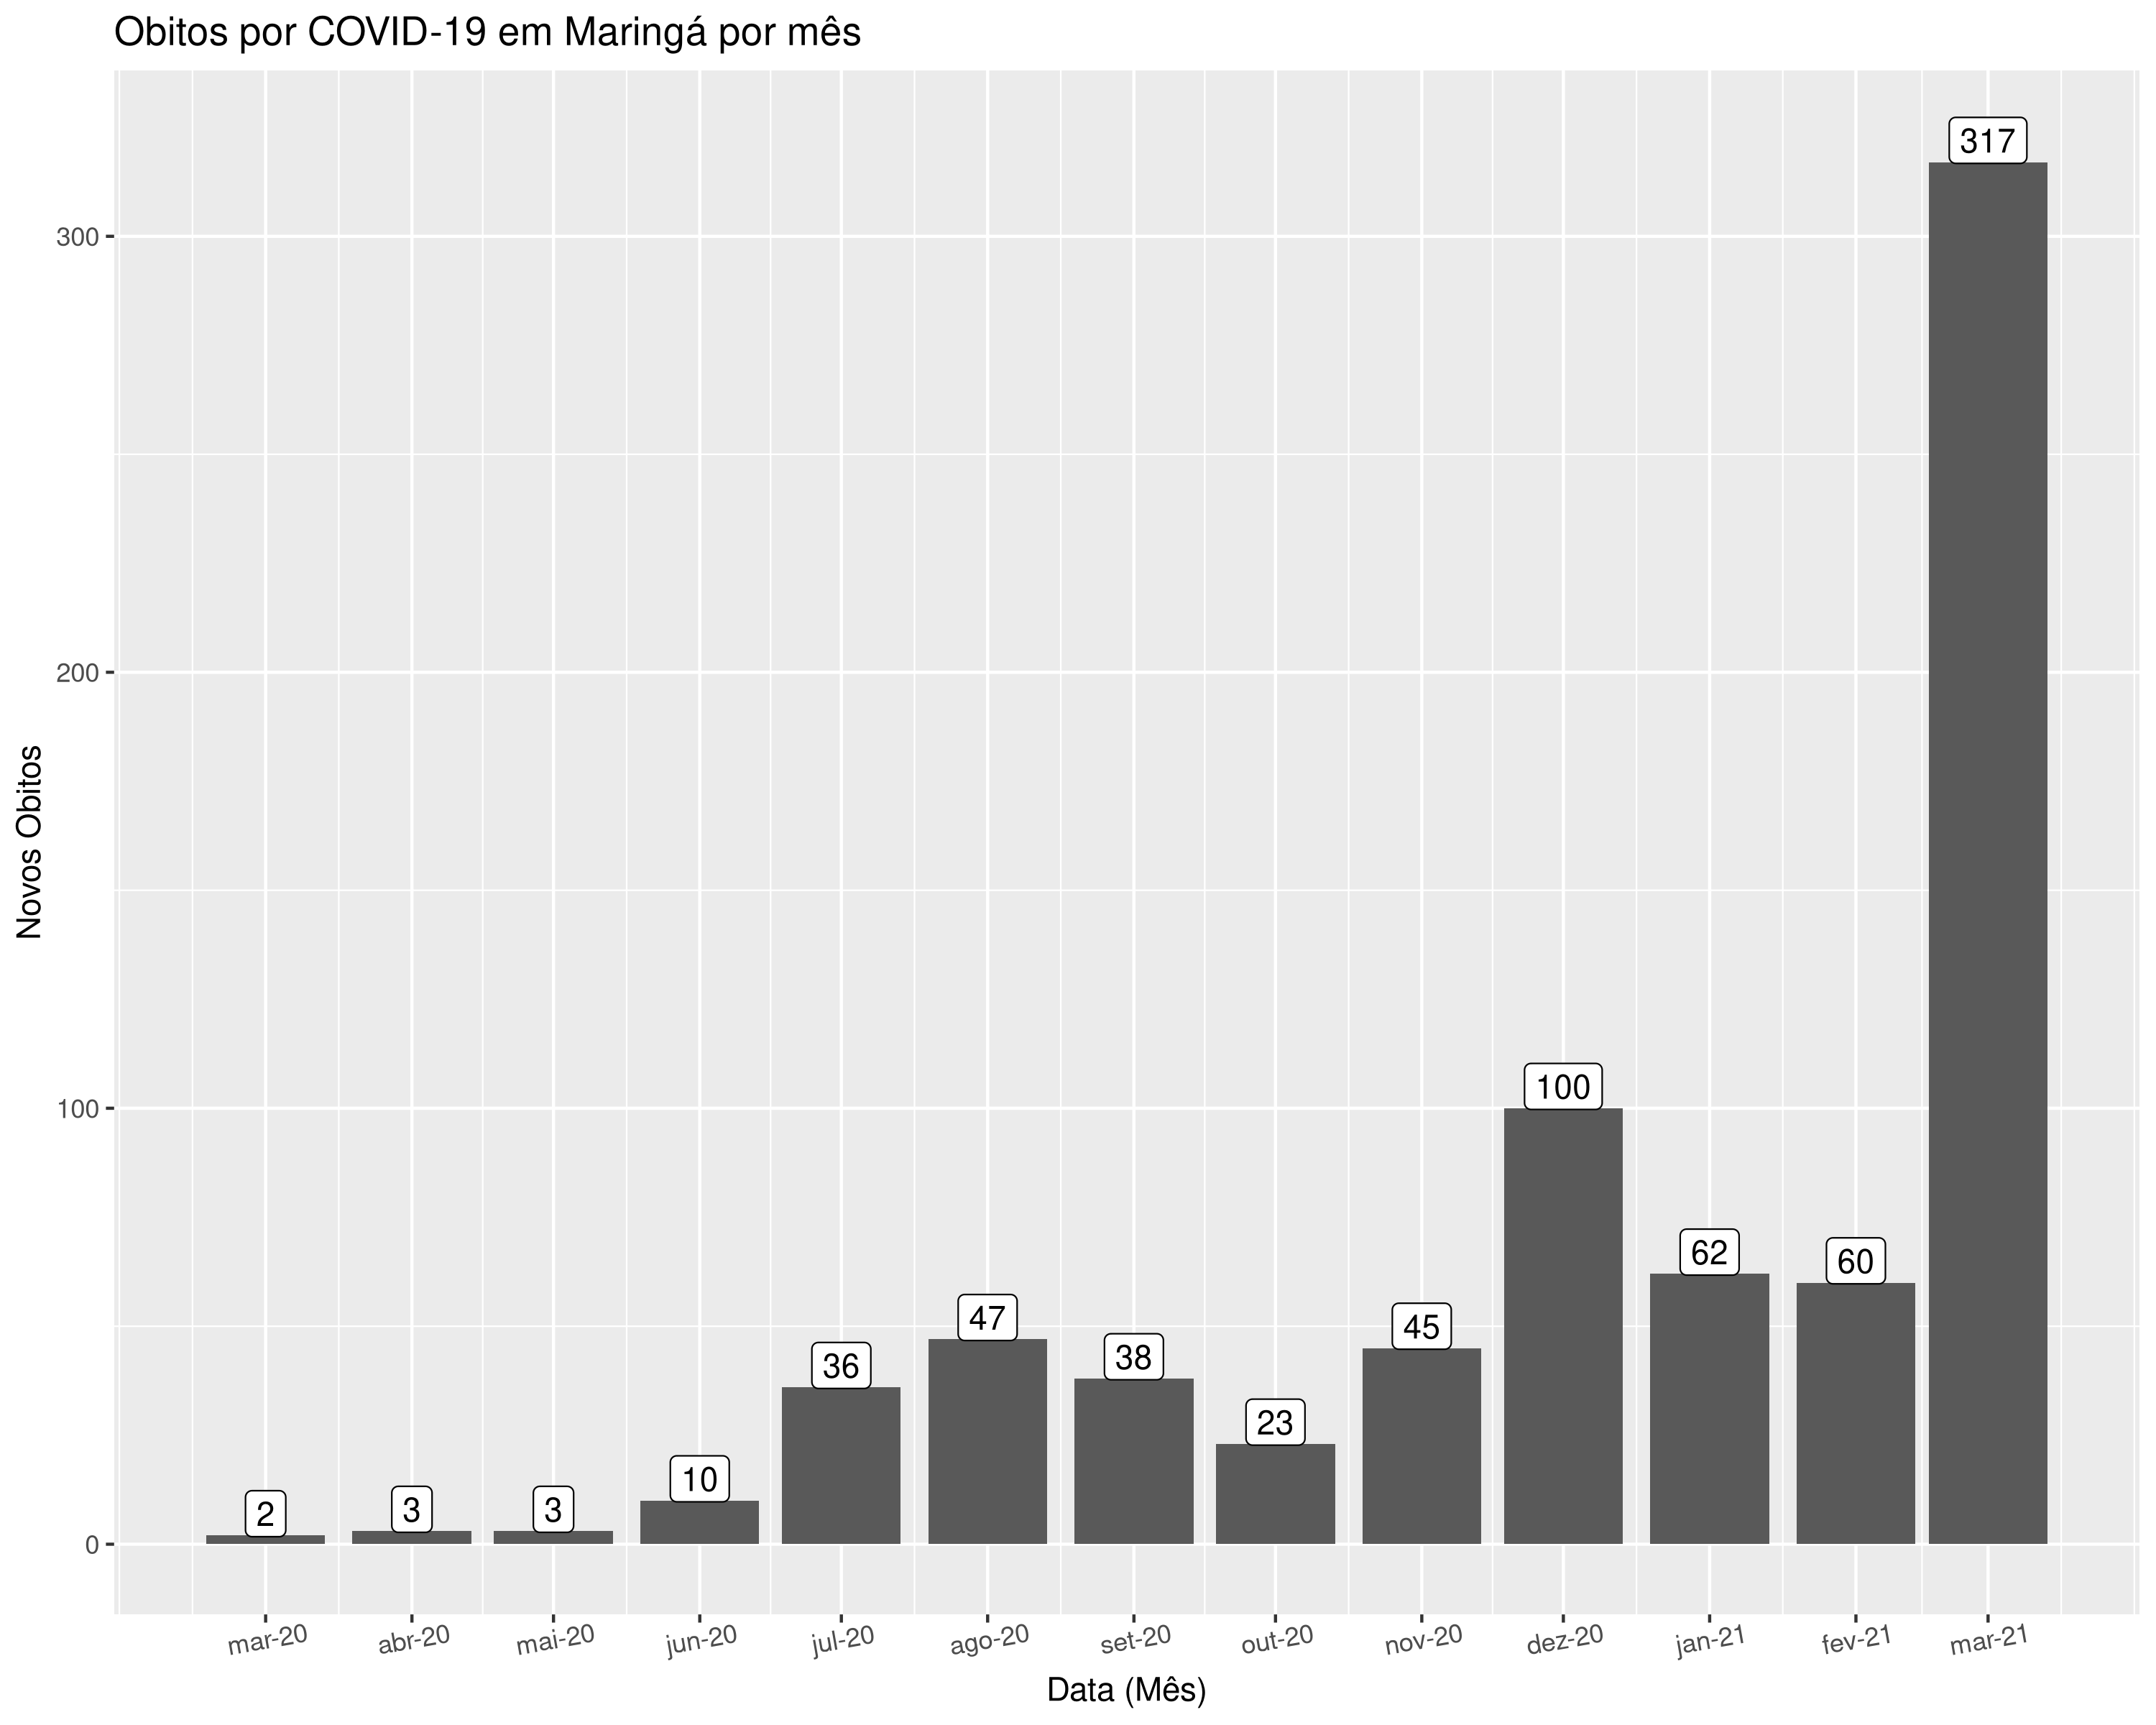 Obitos por COVID-19 em Maringá por mês
Novos Obitos
300
200
100
0
2
3
3
10
36
47
38
23
45
100
62
60
317
mar-20
abr-20
mai-20
jun-20
jul-20
ago-20
set-20
out-20
nov-20
dez-20
jan-21
fev-21
mar-21
Data (Mês)